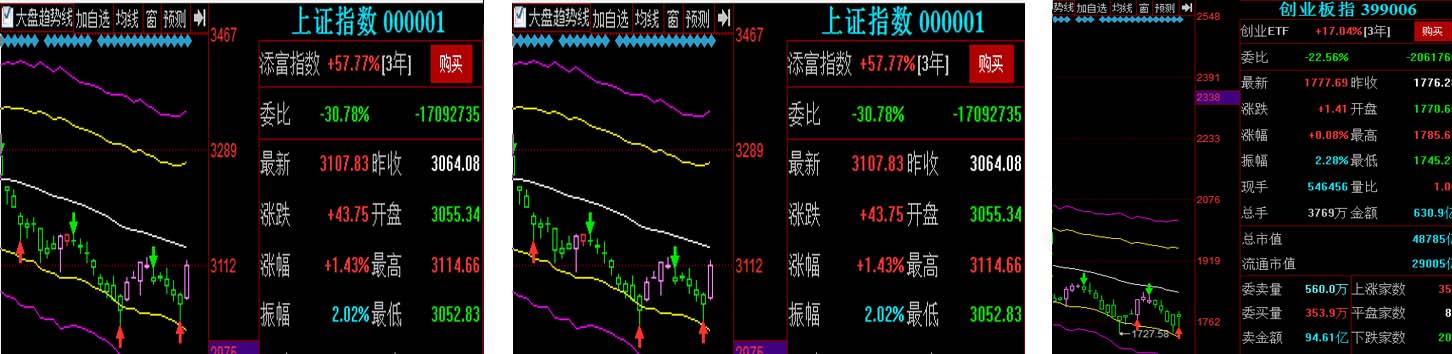 大盘趋势线 加自选 均线 窗 预测
3467
3289
3112
2975
上证指数 000001
添富指数 +57.77%[3年] 购买
委比 -30.78% -17092735
最新 3107.83 昨收 3064.08
涨跌 +43.75 开盘 3055.34
涨幅 +1.43% 最高 3114.66
振幅 2.02% 最低 3052.83
大盘趋势线 加自选 均线 窗 预测
3467
3289
3112
2975
上证指数 000001
添富指数 +57.77%[3年] 购买
委比 -30.78% -17092735
最新 3107.83 昨收 3064.08
涨跌 +43.75 开盘 3055.34
涨幅 +1.43% 最高 3114.66
振幅 2.02% 最低 3052.83
势线 加自选 均线 窗 预测
2548
2391
2338
2233
2076
1919
1762
←1727.58
创业板指 399006
创业ETF +17.04%[3年] 购买
委比 -22.56% -206176
最新 1777.69 昨收 1776.2
涨跌 +1.41 开盘 1770.6
涨幅 +0.08% 最高 1785.6
振幅 2.28% 最低 1745.2
现手 546456 量比 1.0
总手 3769万 金额 630.9亿
总市值 48785亿
流通市值 29005亿
委卖量 560.0万 上涨家数 35
委买量 353.9万 平盘家数 8
卖金额 94.61亿 下跌家数 20